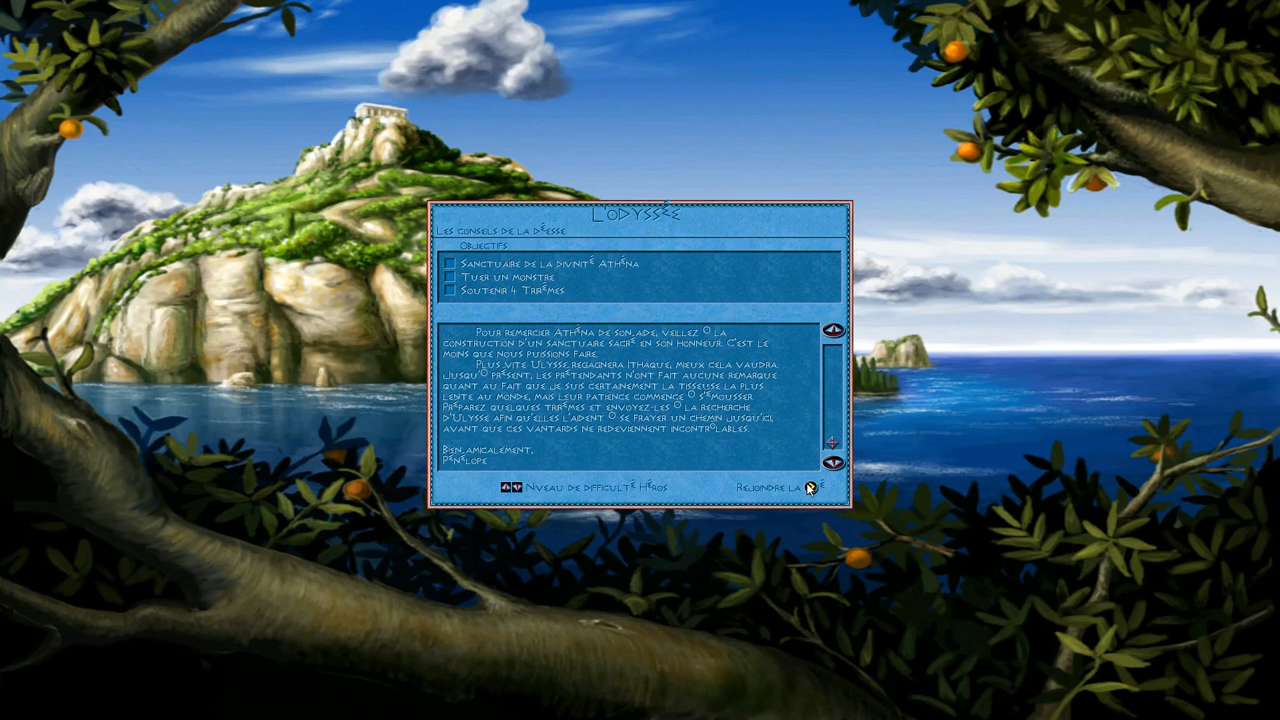 L'ODYSSÉE
LES CONSEILS DE LA DÉESSE
OBJECTIFS
SANCTUAIRE DE LA DIVINITÉ ATHÉNA
TUER UN MONSTRE
SOUTENIR 4 TRIRÈMES
POUR REMERCIER ATHÉNA DE SON AIDE, VEILLEZ À LA
CONSTRUCTION D'UN SANCTUAIRE SACRÉ EN SON HONNEUR. C'EST LE
MOINS QUE NOUS PUISSIONS FAIRE.
PLUS VITE ULYSSE REGAGNERA ITHAQUE, MIEUX CELA VAUDRA.
JUSQU'À PRÉSENT, LES PRÉTENDANTS N'ONT FAIT AUCUNE REMARQUE
QUANT AU FAIT QUE JE SUIS CERTAINEMENT LA TISSEUSE LA PLUS
LENTE AU MONDE, MAIS LEUR PATIENCE COMMENCE À S'ÉMOUSSER.
PRÉPAREZ QUELQUES TRIRÈMES ET ENVOYEZ-LES À LA RECHERCHE
D'ULYSSE AFIN QU'ELLES L'AIDENT À SE FRAYER UN CHEMIN JUSQU'ICI,
AVANT QUE CES VANTARDS NE REDEVIENNENT INCONTRÔLABLES.
BIEN AMICALEMENT,
PÉNÉLOPE
NIVEAU DE DIFFICULTÉ HÉROS
REJOINDRE LA